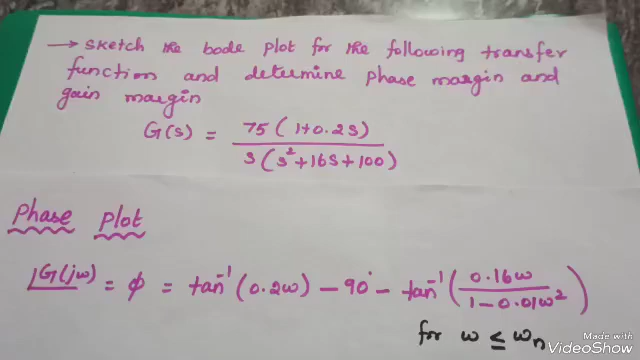 → sketch the bode plot for the following transfer
function and determine phase margin and
gain margin
G(s) = 75(1+0.2s) / s(s²+16s+100)
Phase Plot
∠G(jω) = φ = tan⁻¹(0.2ω) − 90° − tan⁻¹(0.16ω / 1−0.01ω²)
for ω ≤ ωn
Made with
VideoShow